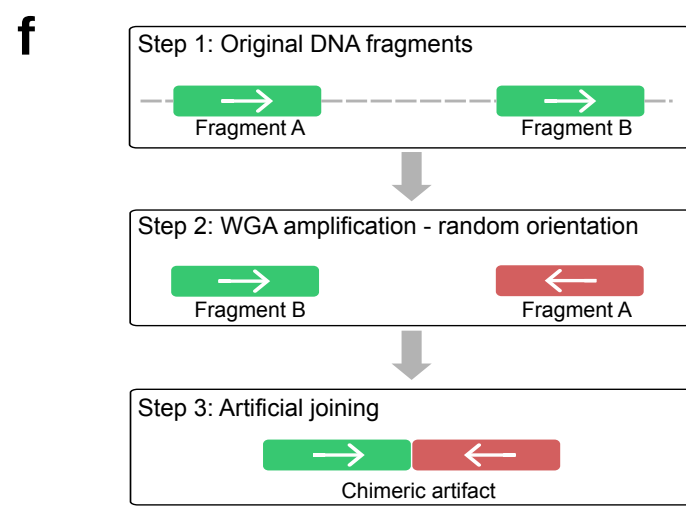 f
Step 1: Original DNA fragments
Fragment A
Fragment B
Step 2: WGA amplification - random orientation
Fragment B
Fragment A
Step 3: Artificial joining
Chimeric artifact